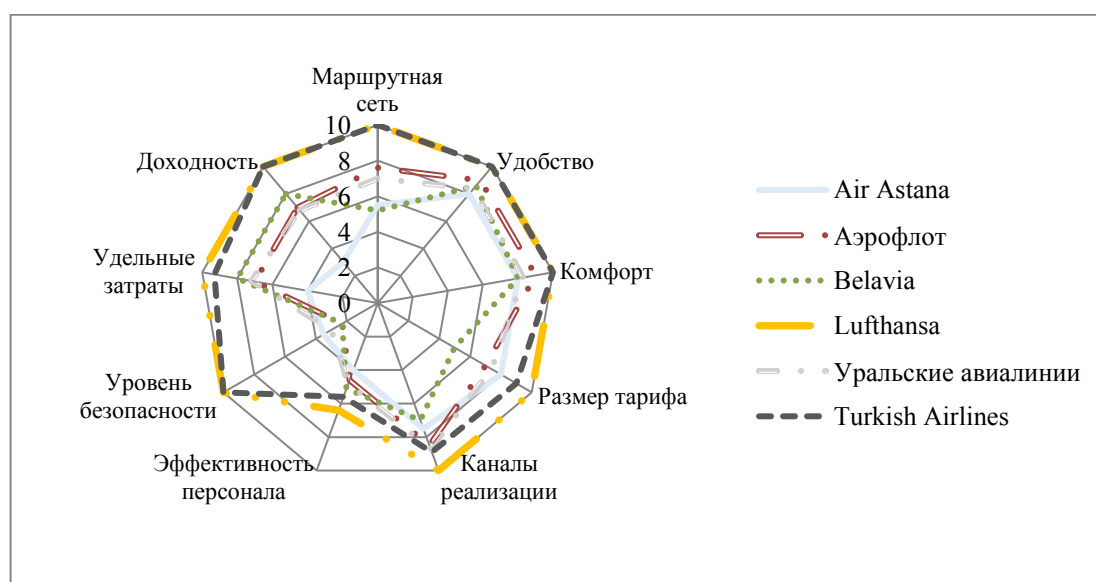 Маршрутная
сеть
Удобство
Комфорт
Размер тарифа
Каналы
реализации
Эффективность
персонала
Уровень
безопасности
Удельные
затраты
Доходность
10
8
6
4
2
0
Air Astana
Аэрофлот
Belavia
Lufthansa
Уральские авиалинии
Turkish Airlines